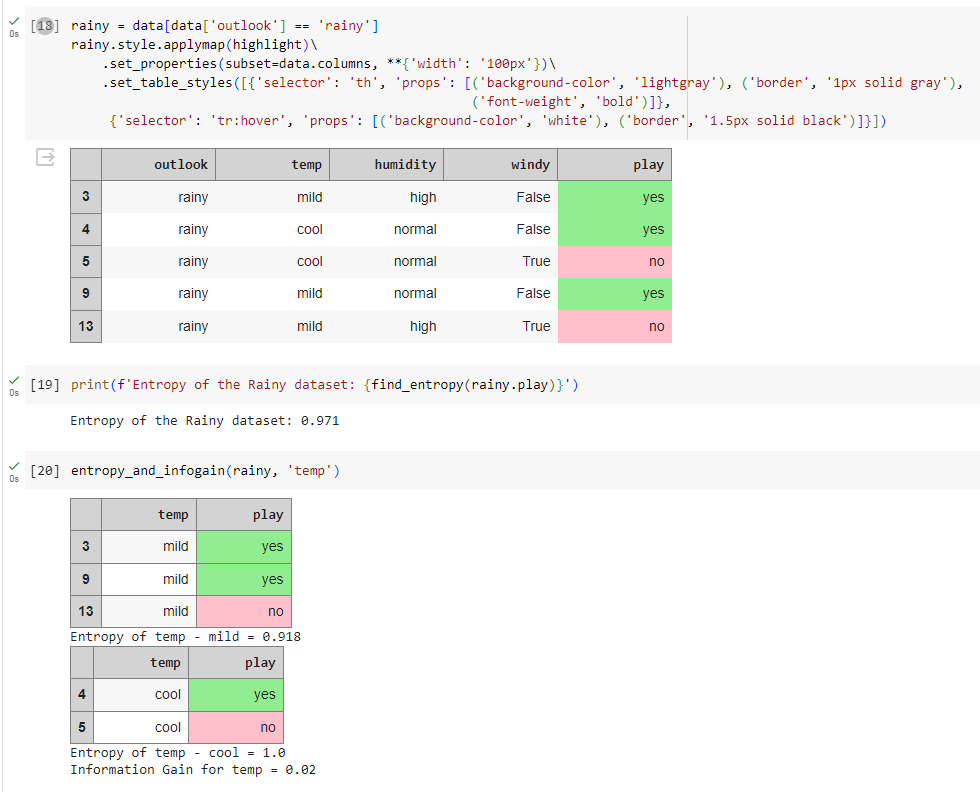 [18] rainy = data[data['outlook'] == 'rainy']
0s
rainy.style.applymap(highlight)\
.set_properties(subset=data.columns, **{'width': '100px'})\
.set_table_styles([{'selector': 'th', 'props': [('background-color', 'lightgray'), ('border', '1px solid gray'),
('font-weight', 'bold')]},
{'selector': 'tr:hover', 'props': [('background-color', 'white'), ('border', '1.5px solid black')]}])
outlook temp humidity windy play
3 rainy mild high False yes
4 rainy cool normal False yes
5 rainy cool normal True no
9 rainy mild normal False yes
13 rainy mild high True no
[19] print(f'Entropy of the Rainy dataset: {find_entropy(rainy.play)}')
0s
Entropy of the Rainy dataset: 0.971
[20] entropy_and_infogain(rainy, 'temp')
0s
temp play
3 mild yes
9 mild yes
13 mild no
Entropy of temp - mild = 0.918
temp play
4 cool yes
5 cool no
Entropy of temp - cool = 1.0
Information Gain for temp = 0.02